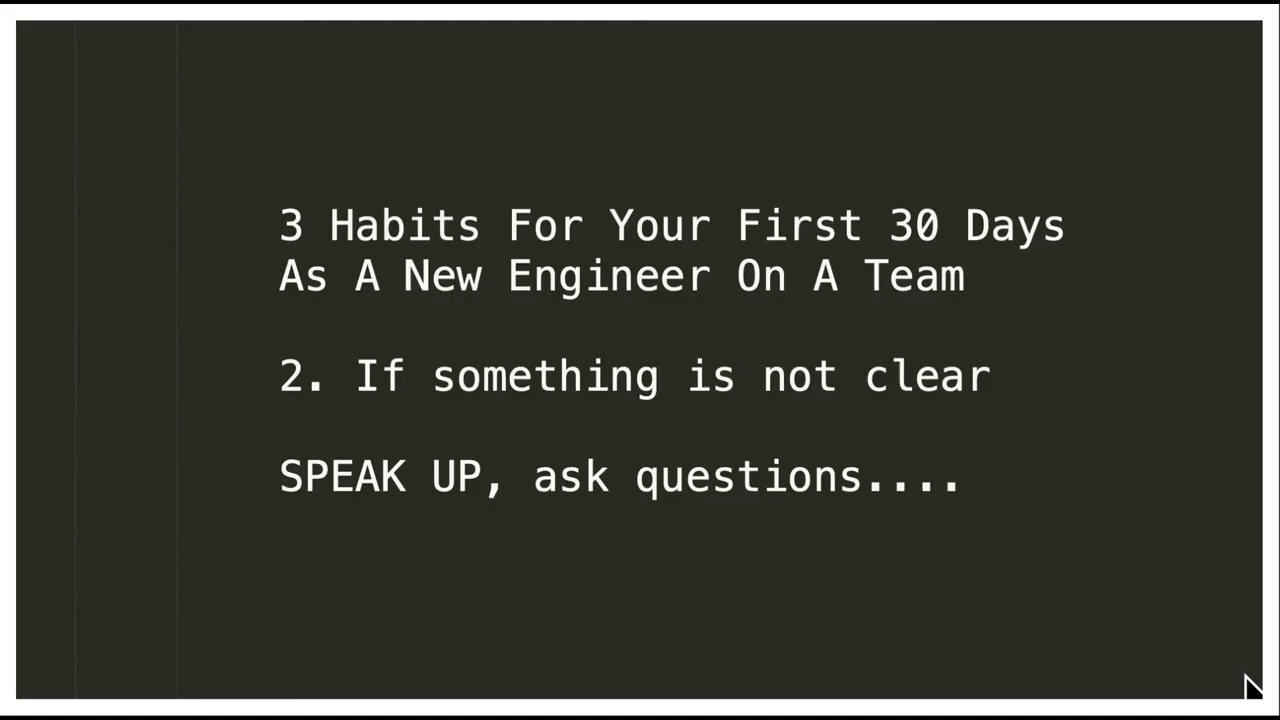 3 Habits For Your First 30 Days
As A New Engineer On A Team
2. If something is not clear
SPEAK UP, ask questions....